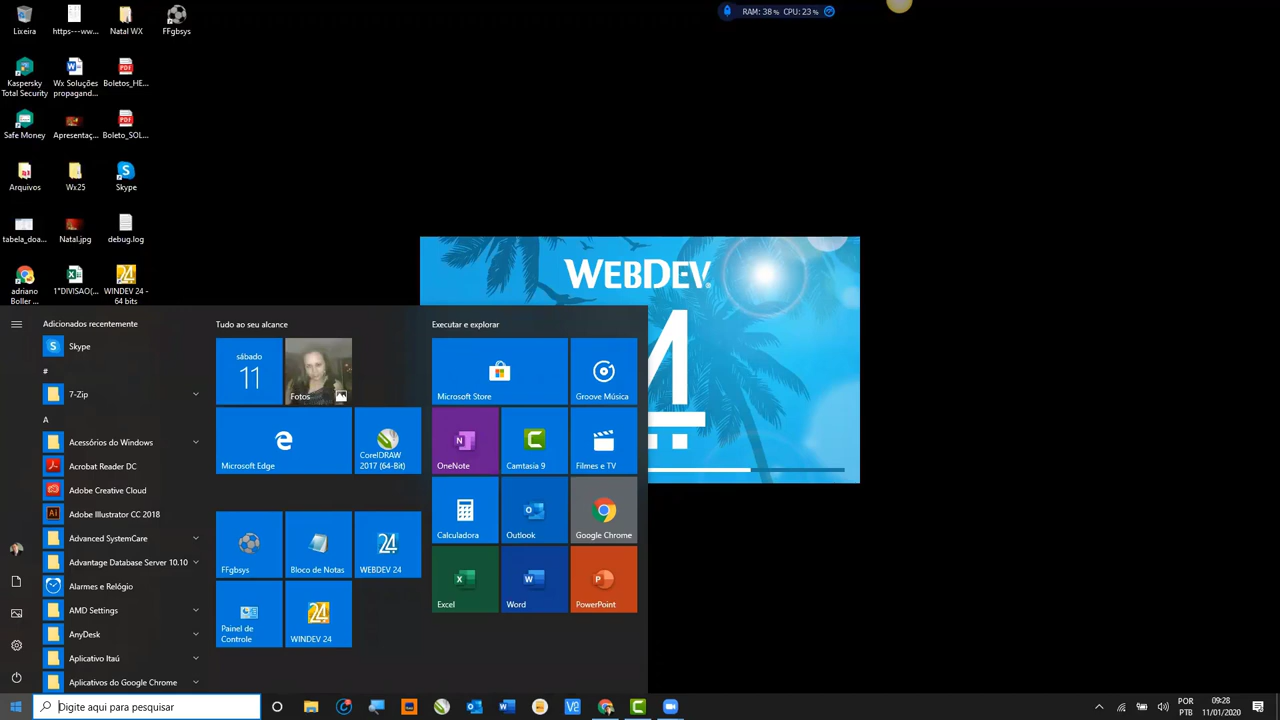 RAM: 38% CPU: 23%
Lixeira
https---ww...
Natal WX
FFgbsys
Kaspersky
Total Security
Wx Soluções
propagand...
Boletos_HE...
Safe Money
Apresentaç...
Boleto_SOL...
Arquivos
Wx25
Skype
tabela_doa...
Natal.jpg
debug.log
adriano
Boller ...
1ªDIVISAO(...
WINDEV 24 -
64 bits
WEBDEV
Adicionados recentemente
Skype
#
7-Zip
A
Acessórios do Windows
Acrobat Reader DC
Adobe Creative Cloud
Adobe Illustrator CC 2018
Advanced SystemCare
Advantage Database Server 10.10
Alarmes e Relógio
AMD Settings
AnyDesk
Aplicativo Itaú
Aplicativos do Google Chrome
Tudo ao seu alcance
sábado
11
Fotos
Microsoft Edge
CorelDRAW
2017 (64-Bit)
FFgbsys
Bloco de Notas
WEBDEV 24
Painel de
Controle
WINDEV 24
Executar e explorar
Microsoft Store
Groove Música
OneNote
Camtasia 9
Filmes e TV
Calculadora
Outlook
Google Chrome
Excel
Word
PowerPoint
Digite aqui para pesquisar
POR
PTB
09:28
11/01/2020